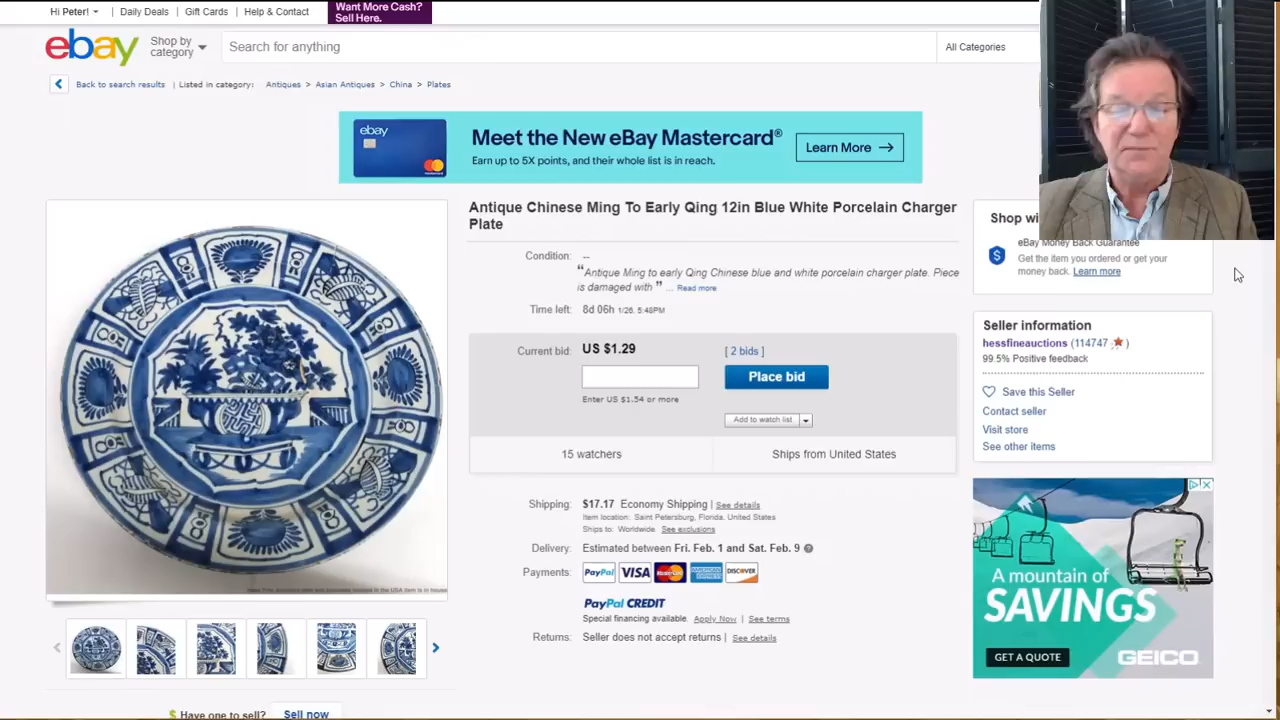 Hi Peter!
Daily Deals
Gift Cards
Help & Contact
Want More Cash?
Sell Here.
ebay
Shop by
category
Search for anything
All Categories
Back to search results
Listed in category:
Antiques > Asian Antiques > China > Plates
ebay
Meet the New eBay Mastercard®
Earn up to 5X points, and their whole list is in reach.
Learn More
Antique Chinese Ming To Early Qing 12in Blue White Porcelain Charger
Plate
Condition: --
"Antique Ming to early Qing Chinese blue and white porcelain charger plate. Piece
is damaged with " ... Read more
Time left: 8d 06h 1/26, 5:48PM
Current bid: US $1.29
[ 2 bids ]
Place bid
Enter US $1.54 or more
Add to watch list
15 watchers
Ships from United States
Shipping: $17.17 Economy Shipping | See details
Item location: Saint Petersburg, Florida, United States
Ships to: Worldwide See exclusions
Delivery: Estimated between Fri. Feb. 1 and Sat. Feb. 9
Payments: PayPal VISA MasterCard AMERICAN EXPRESS DISCOVER
PayPal CREDIT
Special financing available. Apply Now | See terms
Returns: Seller does not accept returns | See details
Shop wi
eBay Money Back Guarantee
Get the item you ordered or get your
money back. Learn more
Seller information
hessfineauctions (114747 )
99.5% Positive feedback
Save this Seller
Contact seller
Visit store
See other items
A mountain of
SAVINGS
GET A QUOTE
GEICO
$ Have one to sell?
Sell now